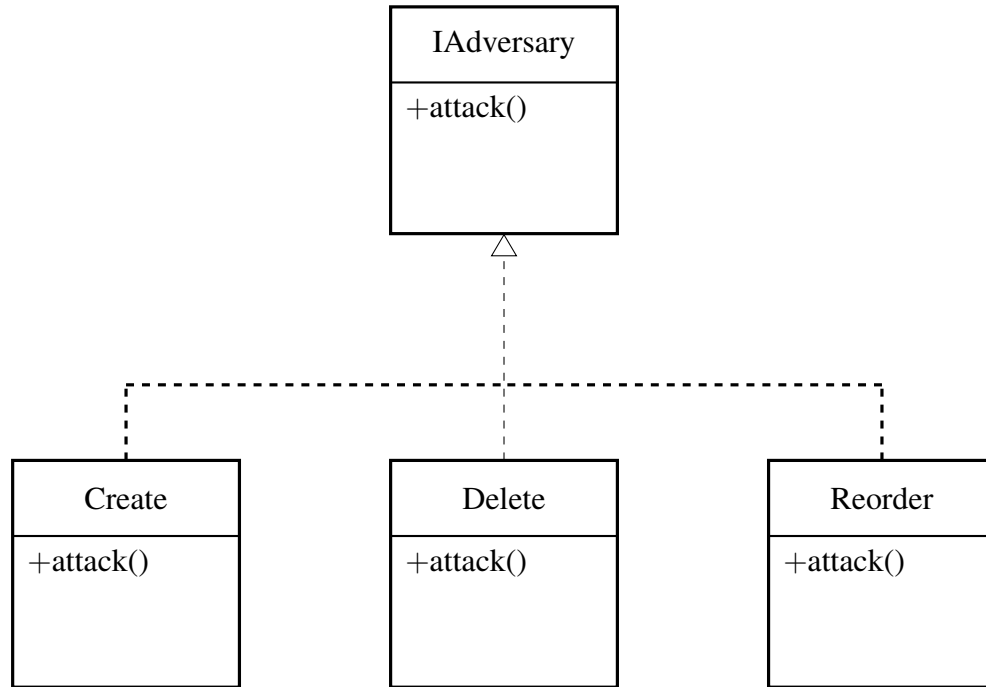 IAdversary
+attack()
Create
+attack()
Delete
+attack()
Reorder
+attack()